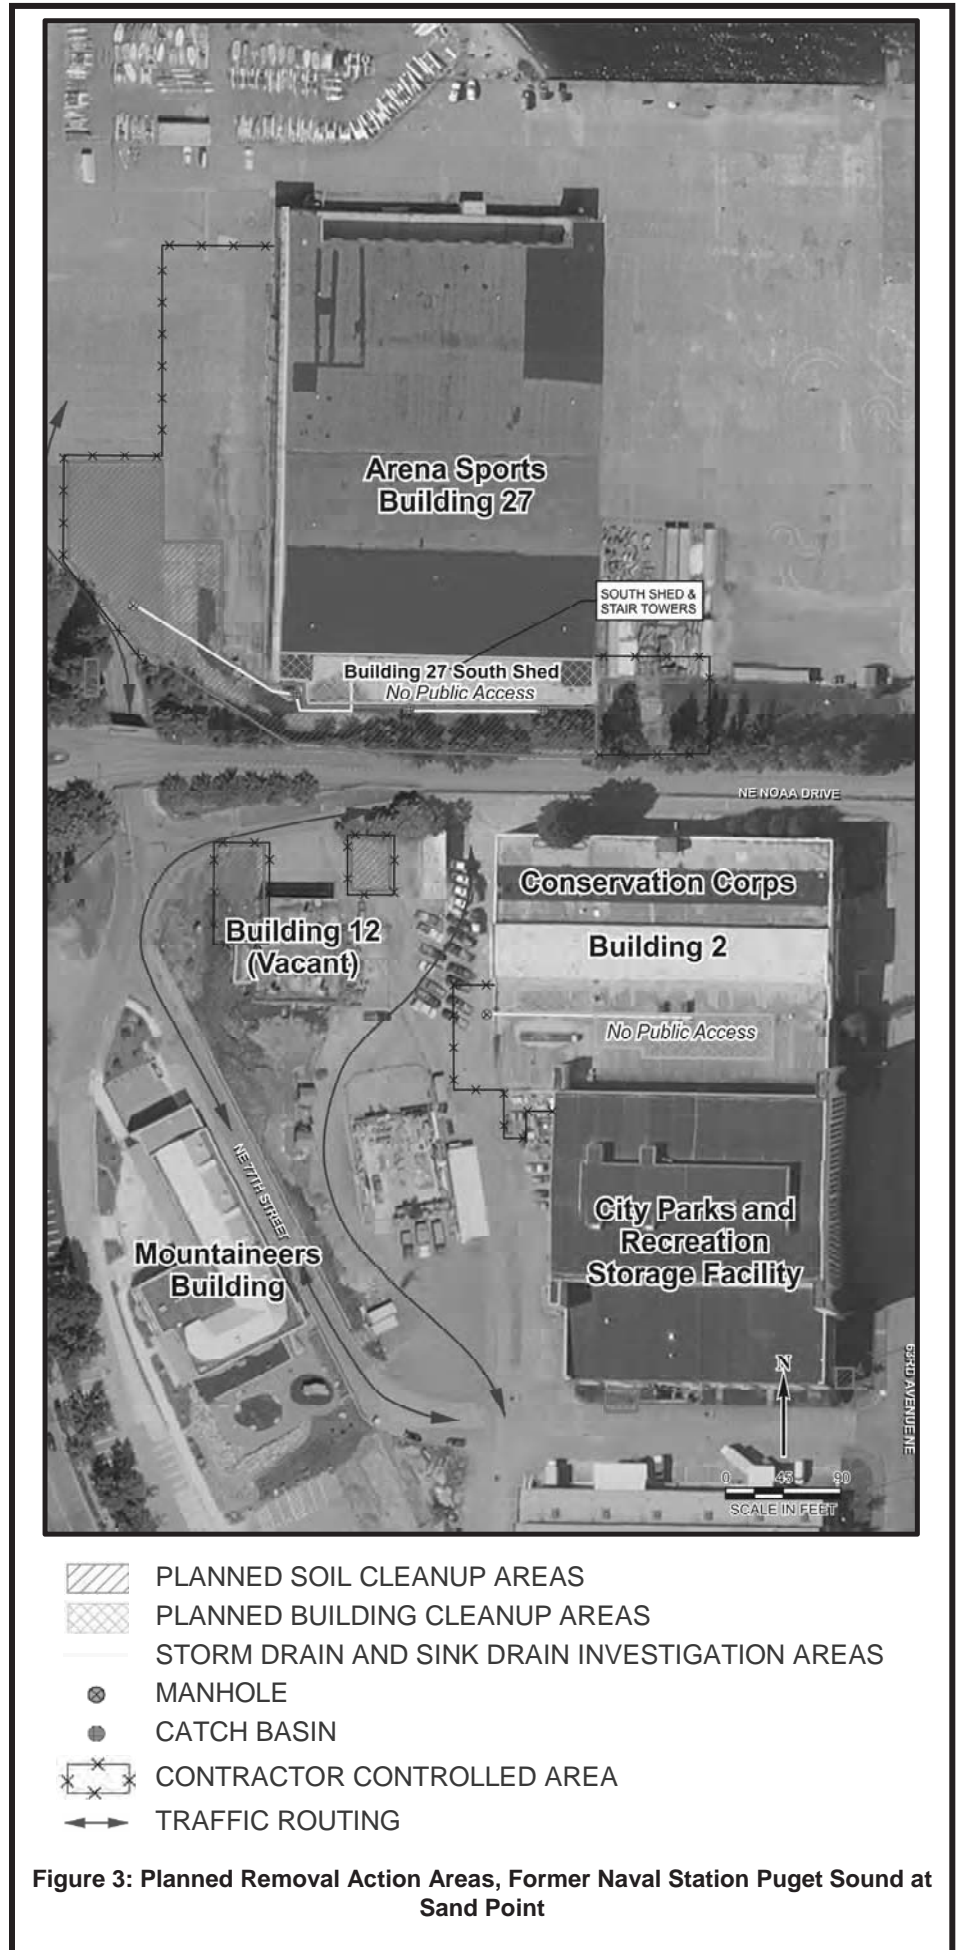 Arena Sports
Building 27
SOUTH SHED &
STAIR TOWERS
Building 27 South Shed
No Public Access
NE NOAA DRIVE
Conservation Corps
Building 12
(Vacant)
Building 2
No Public Access
NE 77TH STREET
City Parks and
Recreation
Storage Facility
Mountaineers
Building
63RD AVENUE NE
N
0 45 90
SCALE IN FEET
PLANNED SOIL CLEANUP AREAS
PLANNED BUILDING CLEANUP AREAS
STORM DRAIN AND SINK DRAIN INVESTIGATION AREAS
MANHOLE
CATCH BASIN
CONTRACTOR CONTROLLED AREA
TRAFFIC ROUTING
Figure 3: Planned Removal Action Areas, Former Naval Station Puget Sound at
Sand Point